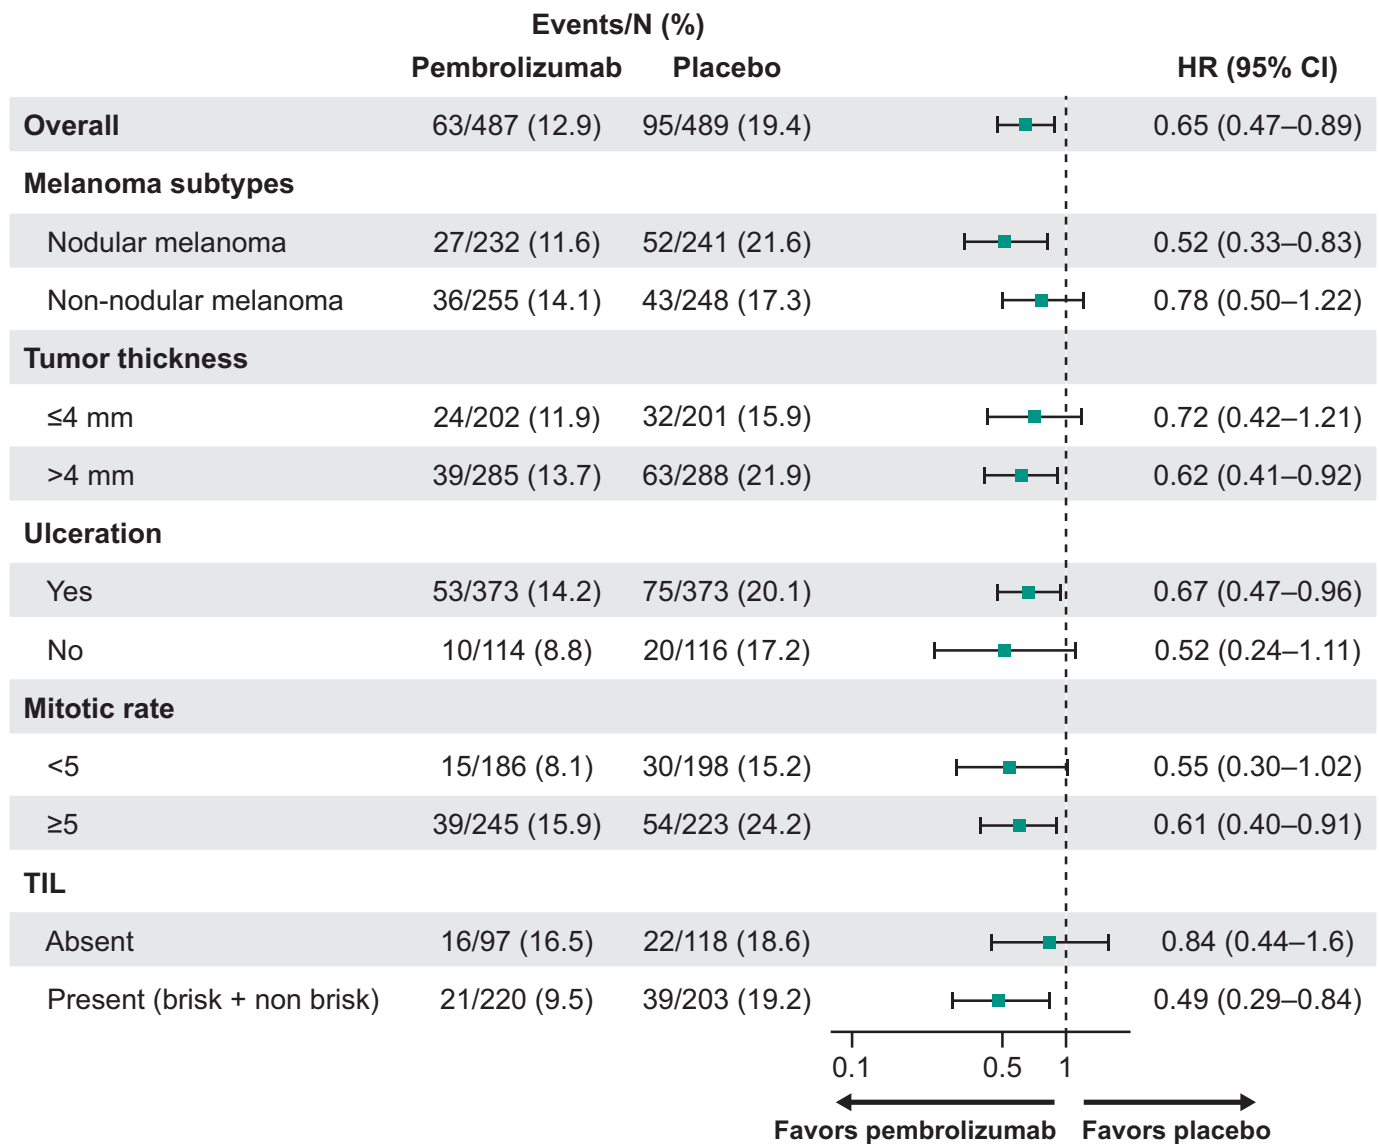 Events/N (%)
Pembrolizumab Placebo HR (95% CI)
Overall 63/487 (12.9) 95/489 (19.4) 0.65 (0.47–0.89)
Melanoma subtypes
Nodular melanoma 27/232 (11.6) 52/241 (21.6) 0.52 (0.33–0.83)
Non-nodular melanoma 36/255 (14.1) 43/248 (17.3) 0.78 (0.50–1.22)
Tumor thickness
≤4 mm 24/202 (11.9) 32/201 (15.9) 0.72 (0.42–1.21)
>4 mm 39/285 (13.7) 63/288 (21.9) 0.62 (0.41–0.92)
Ulceration
Yes 53/373 (14.2) 75/373 (20.1) 0.67 (0.47–0.96)
No 10/114 (8.8) 20/116 (17.2) 0.52 (0.24–1.11)
Mitotic rate
<5 15/186 (8.1) 30/198 (15.2) 0.55 (0.30–1.02)
≥5 39/245 (15.9) 54/223 (24.2) 0.61 (0.40–0.91)
TIL
Absent 16/97 (16.5) 22/118 (18.6) 0.84 (0.44–1.6)
Present (brisk + non brisk) 21/220 (9.5) 39/203 (19.2) 0.49 (0.29–0.84)
0.1 0.5 1
Favors pembrolizumab Favors placebo